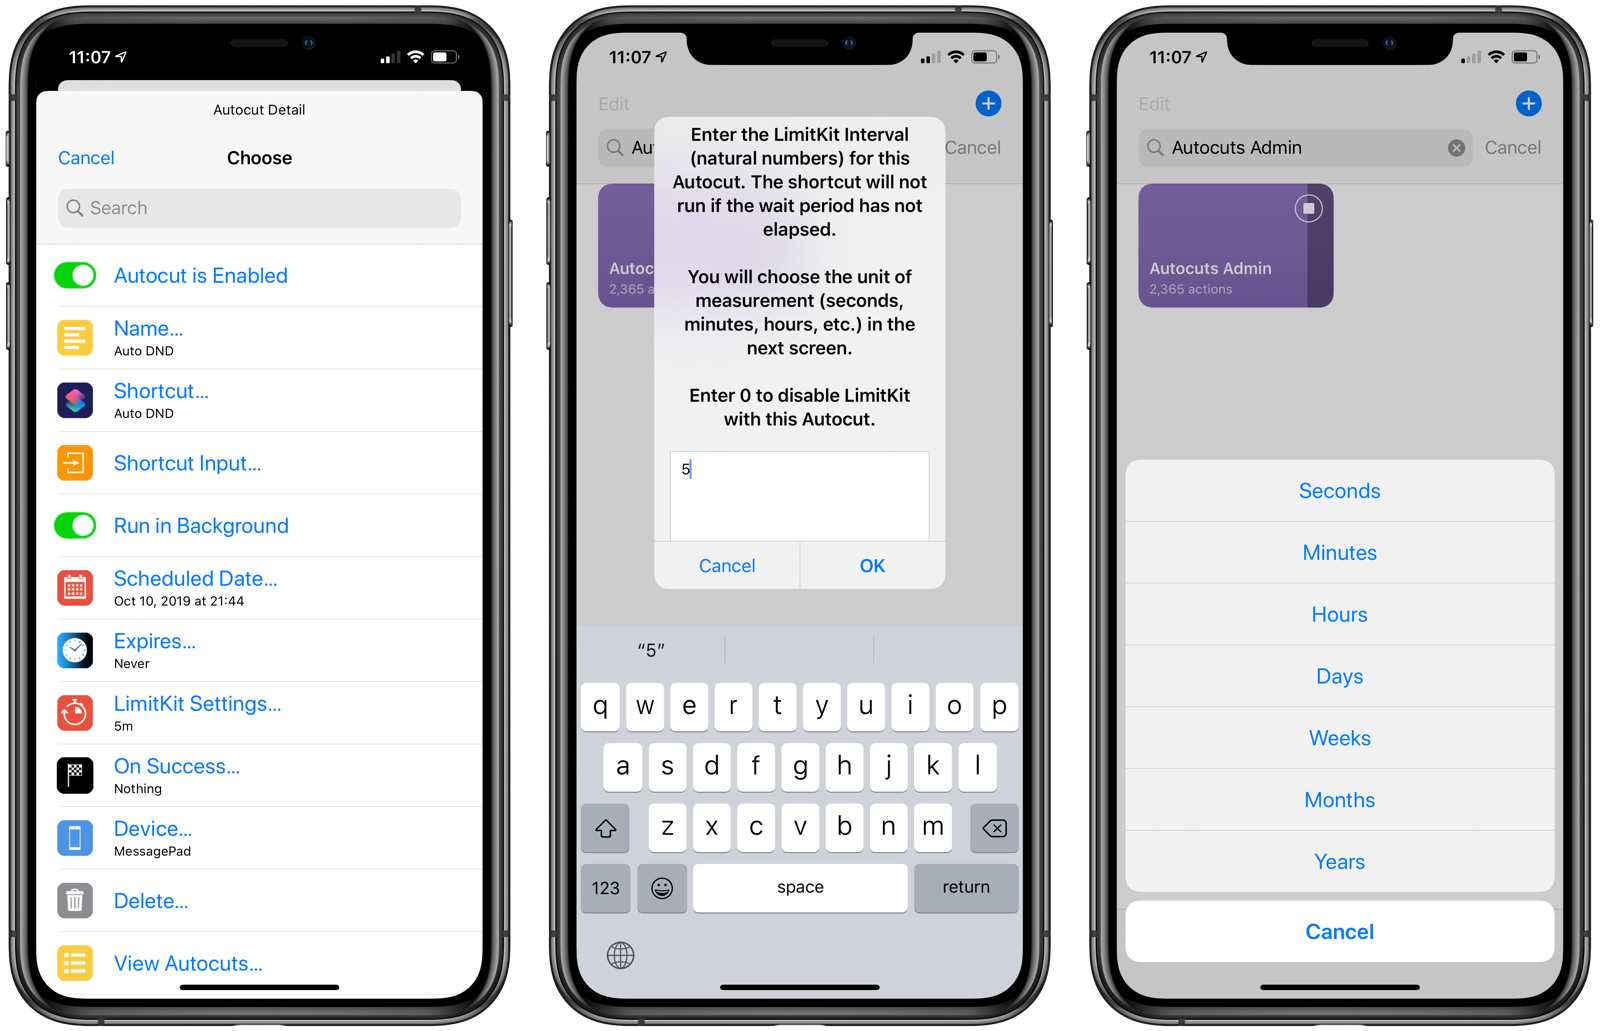 11:07
Autocut Detail
Cancel
Choose
Search
Autocut is Enabled
Name...
Auto DND
Shortcut...
Auto DND
Shortcut Input...
Run in Background
Scheduled Date...
Oct 10, 2019 at 21:44
Expires...
Never
LimitKit Settings...
5m
On Success...
Nothing
Device...
MessagePad
Delete...
View Autocuts...
11:07
Edit
Au
Cancel
Autoc
2,365 a
Enter the LimitKit Interval
(natural numbers) for this
Autocut. The shortcut will not
run if the wait period has not
elapsed.
You will choose the unit of
measurement (seconds,
minutes, hours, etc.) in the
next screen.
Enter 0 to disable LimitKit
with this Autocut.
5
Cancel OK
“5”
q w e r t y u i o p
a s d f g h j k l
z x c v b n m
123 space return
11:07
Edit
Autocuts Admin Cancel
Autocuts Admin
2,365 actions
Seconds
Minutes
Hours
Days
Weeks
Months
Years
Cancel